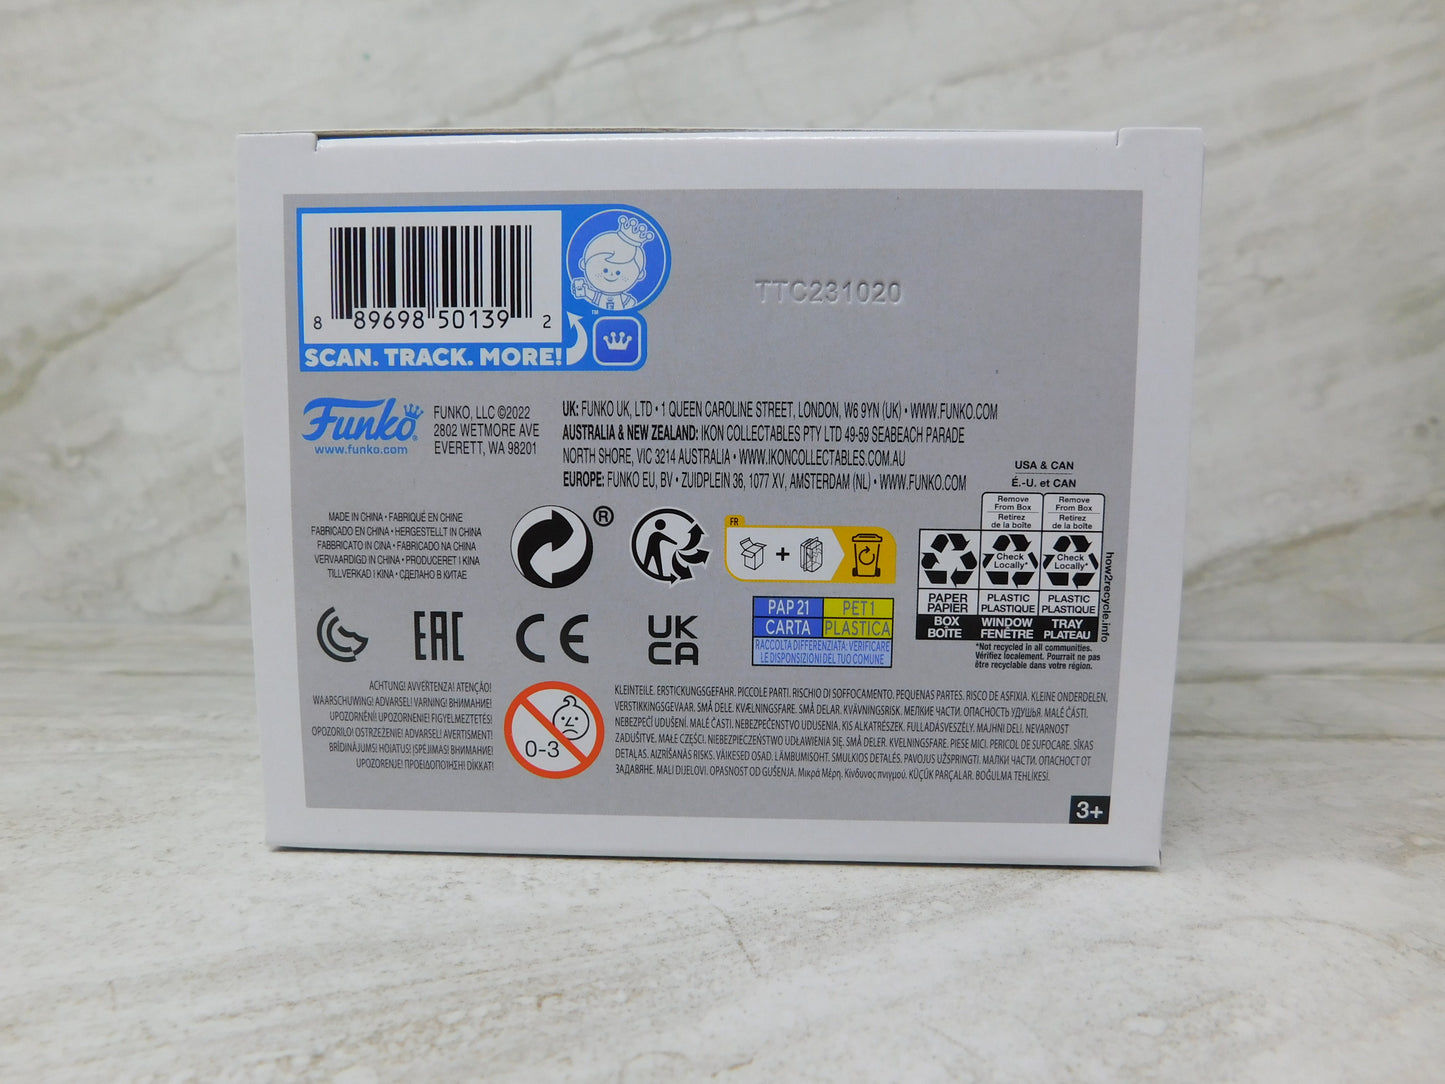 8 89698 50139 2
SCAN. TRACK. MORE!
TM
TTC231020
Funko®
www.funko.com
FUNKO, LLC ©2022
2802 WETMORE AVE
EVERETT, WA 98201
UK: FUNKO UK, LTD • 1 QUEEN CAROLINE STREET, LONDON, W6 9YN (UK) • WWW.FUNKO.COM
AUSTRALIA & NEW ZEALAND: IKON COLLECTABLES PTY LTD 49-59 SEABEACH PARADE
NORTH SHORE, VIC 3214 AUSTRALIA • WWW.IKONCOLLECTABLES.COM.AU
EUROPE: FUNKO EU, BV • ZUIDPLEIN 36, 1077 XV, AMSTERDAM (NL) • WWW.FUNKO.COM
MADE IN CHINA • FABRIQUÉ EN CHINE
FABRICADO EN CHINA • HERGESTELLT IN CHINA
FABBRICATO IN CINA • FABRICADO NA CHINA
VERVAARDIGD IN CHINA • PRODUCERET I KINA
TILLVERKAD I KINA • СДЕЛАНО В КИТАЕ
®
FR
+
USA & CAN
É.-U. et CAN
Remove From Box
Retirez de la boîte
Remove From Box
Retirez de la boîte
Check Locally*
Check Locally*
PAPER PAPIER
PLASTIC PLASTIQUE
PLASTIC PLASTIQUE
BOX BOÎTE
WINDOW FENÊTRE
TRAY PLATEAU
how2recycle.info
*Not recycled in all communities.
Vérifiez localement. Pourrait ne pas
être recyclable dans votre région.
EAC
CE
UK
CA
PAP 21
PET 1
CARTA
PLASTICA
RACCOLTA DIFFERENZIATA: VERIFICARE
LE DISPOSIZIONI DEL TUO COMUNE
ACHTUNG! AVVERTENZA! ATENÇÃO!
WAARSCHUWING! ADVARSEL! VARNING! ВНИМАНИЕ!
UPOZORNĚNÍ! UPOZORNENIE! FIGYELMEZTETÉS!
OPOZORILO! OSTRZEŻENIE! ADVARSEL! AVERTISMENT!
BRĪDINĀJUMS! HOIATUS! ĮSPĖJIMAS! ВНИМАНИЕ!
UPOZORENJE! ΠΡΟΕΙΔΟΠΟΙΗΣΗ! DİKKAT!
0-3
KLEINTEILE. ERSTICKUNGSGEFAHR. PICCOLE PARTI. RISCHIO DI SOFFOCAMENTO. PEQUENAS PARTES. RISCO DE ASFIXIA. KLEINE ONDERDELEN.
VERSTIKKINGSGEVAAR. SMÅ DELE. KVÆLNINGSFARE. SMÅ DELAR. KVÄVNINGSRISK. МЕЛКИЕ ЧАСТИ. ОПАСНОСТЬ УДУШЬЯ. MALÉ ČÁSTI.
NEBEZPEČÍ UDUŠENÍ. MALÉ ČASTI. NEBEZPEČENSTVO UDUSENIA. KIS ALKATRÉSZEK. FULLADASVESZÉLY. MAJHNI DELI. NEVARNOST
ZADUŠITVE. MAŁE CZĘŚCI. NIEBEZPIECZEŃSTWO UDŁAWIENIA SIĘ. SMÅ DELER. KVELNINGSFARE. PIESE MICI. PERICOL DE SUFOCARE. SĪKAS
DETAĻAS. AIZRĪŠANĀS RISKS. VÄIKESED OSAD. LÄMBUMISOHT. SMULKIOS DETALĖS. PAVOJUS UŽSPRINGTI. МАЛКИ ЧАСТИ. ОПАСНОСТ ОТ
ЗАДАВЯНЕ. MALI DIJELOVI. OPASNOST OD GUŠENJA. Μικρά Μέρη. Κίνδυνος πνιγμού. KÜÇÜK PARÇALAR. BOĞULMA TEHLİKESİ.
3+